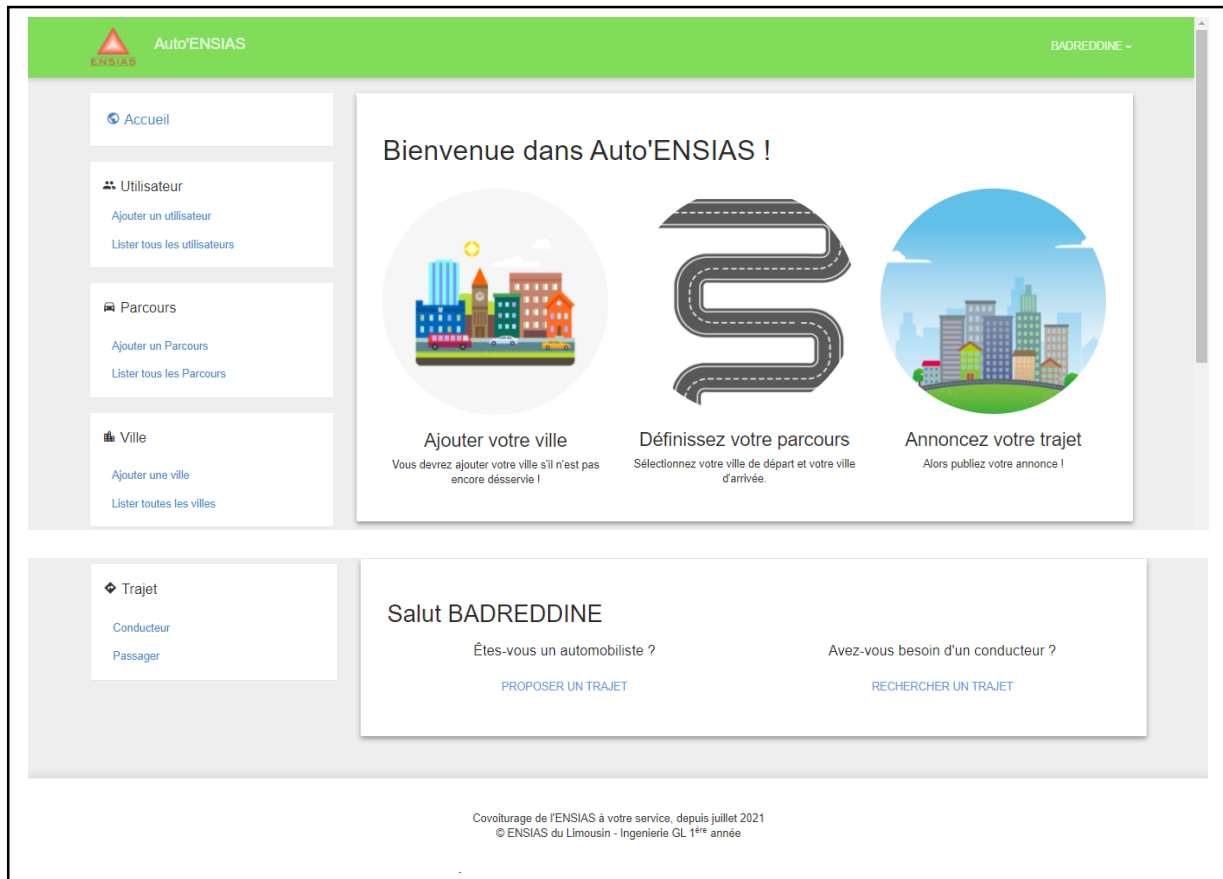 ENSIAS
Auto'ENSIAS
BADREDDINE
Accueil
Utilisateur
Ajouter un utilisateur
Lister tous les utilisateurs
Parcours
Ajouter un Parcours
Lister tous les Parcours
Ville
Ajouter une ville
Lister toutes les villes
Bienvenue dans Auto'ENSIAS !
Ajouter votre ville
Vous devrez ajouter votre ville s'il n'est pas
encore désservie !
Définissez votre parcours
Sélectionnez votre ville de départ et votre ville
d'arrivée.
Annoncez votre trajet
Alors publiez votre annonce !
Trajet
Conducteur
Passager
Salut BADREDDINE
Êtes-vous un automobiliste ?
PROPOSER UN TRAJET
Avez-vous besoin d'un conducteur ?
RECHERCHER UN TRAJET
Covoiturage de l'ENSIAS à votre service, depuis juillet 2021
© ENSIAS du Limousin - Ingenierie GL 1ère année